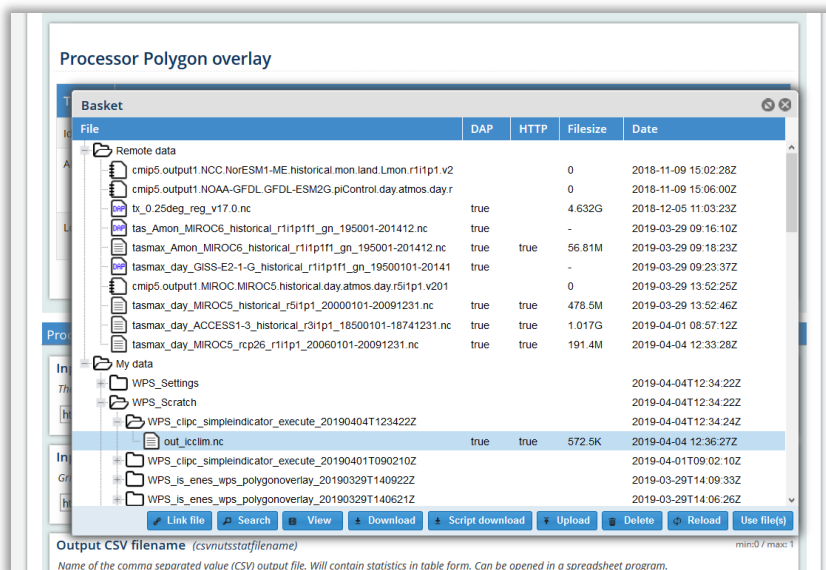 Processor Polygon overlay
Basket
File DAP HTTP Filesize Date
Remote data
cmip5.output1.NCC.NorESM1-ME.historical.mon.land.Lmon.r1i1p1.v2 0 2018-11-09 15:02:28Z
cmip5.output1.NOAA-GFDL.GFDL-ESM2G.piControl.day.atmos.day.r 0 2018-11-09 15:06:00Z
DAP tx_0.25deg_reg_v17.0.nc true 4.632G 2018-12-05 11:03:23Z
DAP tas_Amon_MIROC6_historical_r1i1p1f1_gn_195001-201412.nc true - 2019-03-29 09:16:10Z
tasmax_Amon_MIROC6_historical_r1i1p1f1_gn_195001-201412.nc true true 56.81M 2019-03-29 09:18:23Z
DAP tasmax_day_GISS-E2-1-G_historical_r1i1p1f1_gn_19500101-20141 true - 2019-03-29 09:23:37Z
cmip5.output1.MIROC.MIROC5.historical.day.atmos.day.r5i1p1.v201 0 2019-03-29 13:52:25Z
tasmax_day_MIROC5_historical_r5i1p1_20000101-20091231.nc true true 478.5M 2019-03-29 13:52:46Z
tasmax_day_ACCESS1-3_historical_r3i1p1_18500101-18741231.nc true true 1.017G 2019-04-01 08:57:12Z
tasmax_day_MIROC5_rcp26_r1i1p1_20060101-20091231.nc true true 191.4M 2019-04-04 12:33:28Z
My data
WPS_Settings 2019-04-04T12:34:22Z
WPS_Scratch 2019-04-04T12:34:22Z
WPS_clipc_simpleindicator_execute_20190404T123422Z 2019-04-04T12:34:24Z
out_icclim.nc true true 572.5K 2019-04-04 12:36:27Z
WPS_clipc_simpleindicator_execute_20190401T090210Z 2019-04-01T09:02:10Z
WPS_is_enes_wps_polygonoverlay_20190329T140922Z 2019-03-29T14:09:33Z
WPS_is_enes_wps_polygonoverlay_20190329T140621Z 2019-03-29T14:06:26Z
Link file Search View Download Script download Upload Delete Reload Use file(s)
Output CSV filename (csvnutsstatfilename) min:0 / max: 1
Name of the comma separated value (CSV) output file. Will contain statistics in table form. Can be opened in a spreadsheet program.